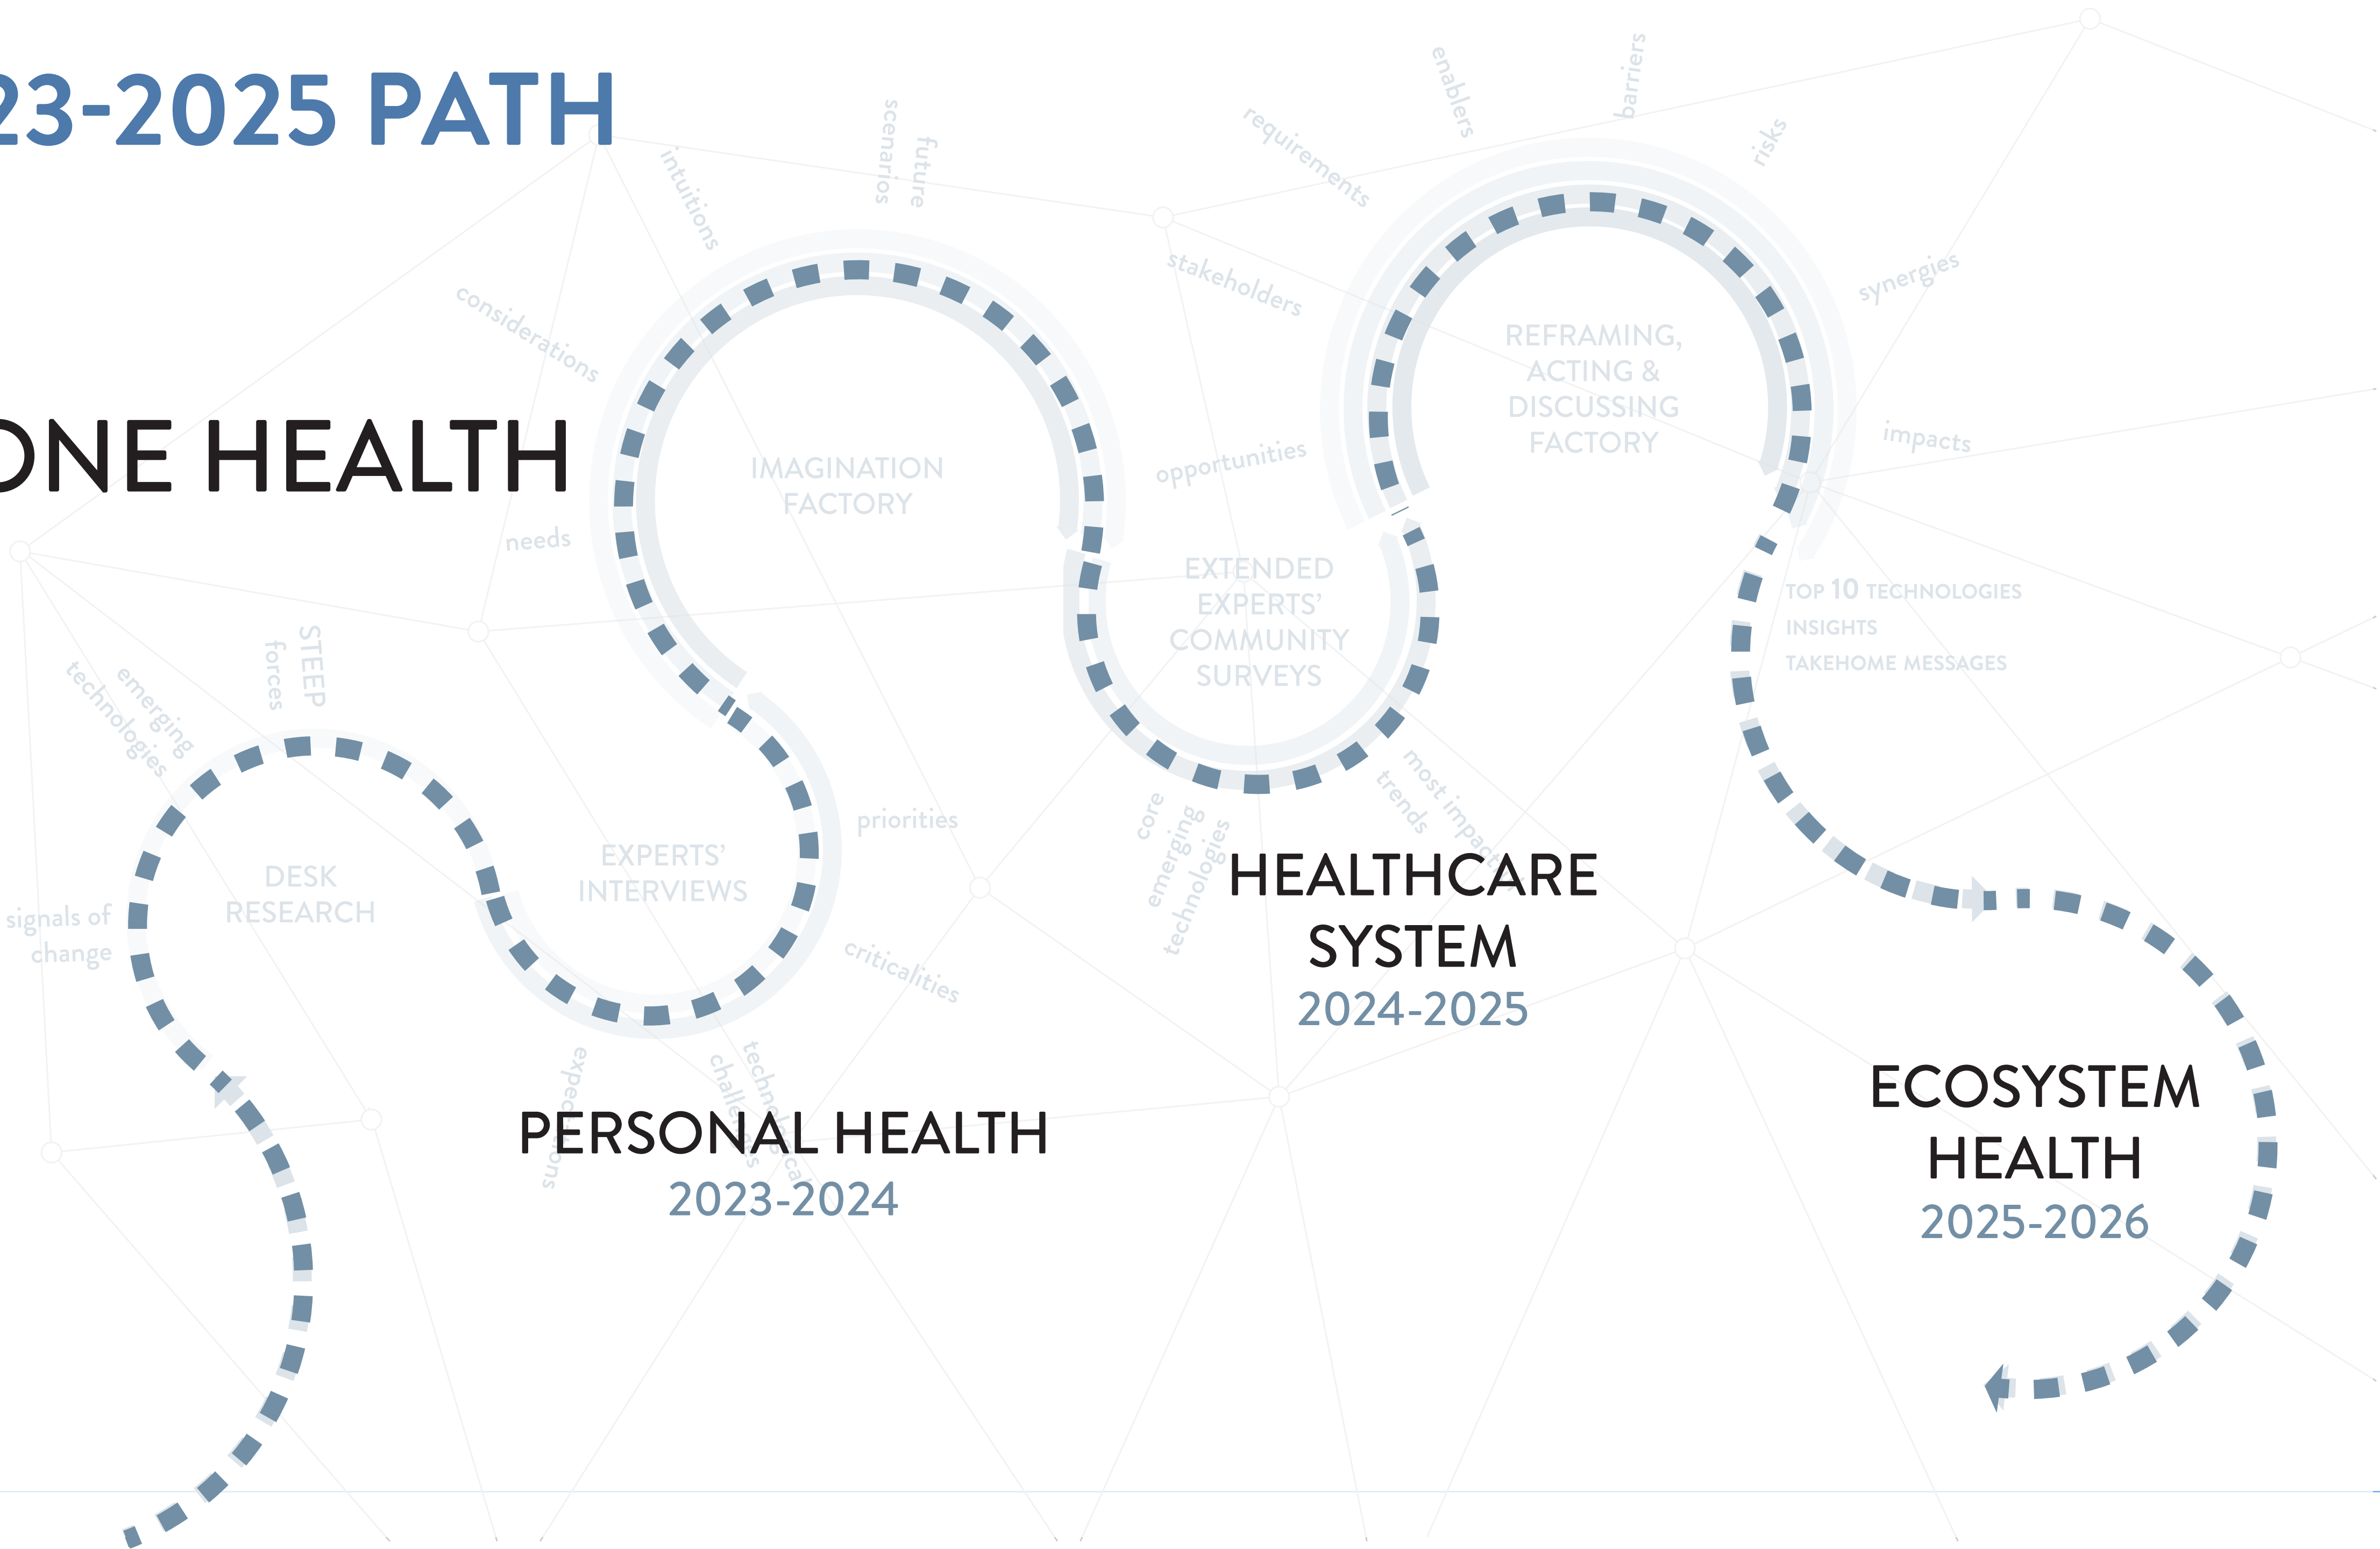 23-2025 PATH
ONE HEALTH
signals of
change
emerging
technologies
STEEP
forces
DESK
RESEARCH
needs
considerations
intuitions
future
scenarios
IMAGINATION
FACTORY
EXPERTS'
INTERVIEWS
priorities
criticalities
technological
challenges
PERSONAL HEALTH
2023-2024
stakeholders
requirements
enablers
barriers
risks
synergies
impacts
opportunities
REFRAMING,
ACTING &
DISCUSSING
FACTORY
EXTENDED
EXPERTS'
COMMUNITY
SURVEYS
core
emerging
technologies
most
trends
TOP 10 TECHNOLOGIES
INSIGHTS
TAKEHOME MESSAGES
HEALTHCARE
SYSTEM
2024-2025
ECOSYSTEM
HEALTH
2025-2026